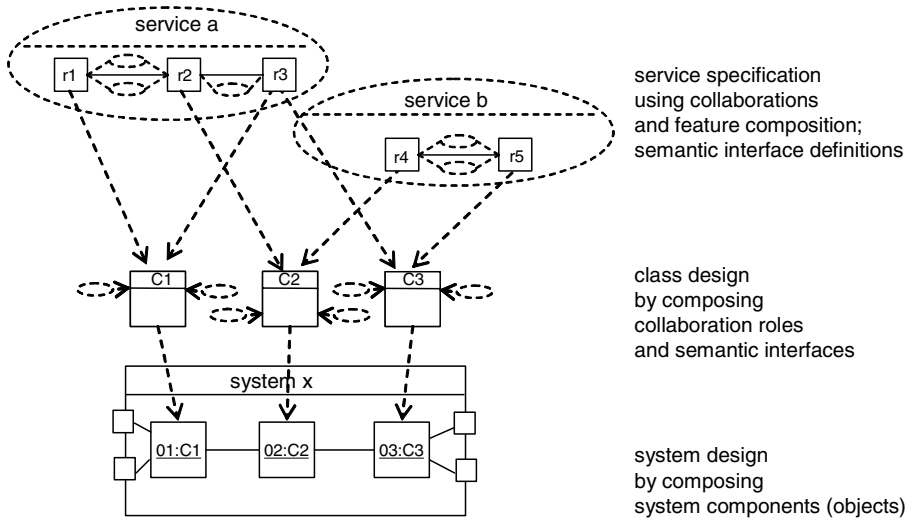 service a
r1
r2
r3
service b
r4
r5
service specification
using collaborations
and feature composition;
semantic interface definitions
C1
C2
C3
class design
by composing
collaboration roles
and semantic interfaces
system x
01:C1
02:C2
03:C3
system design
by composing
system components (objects)